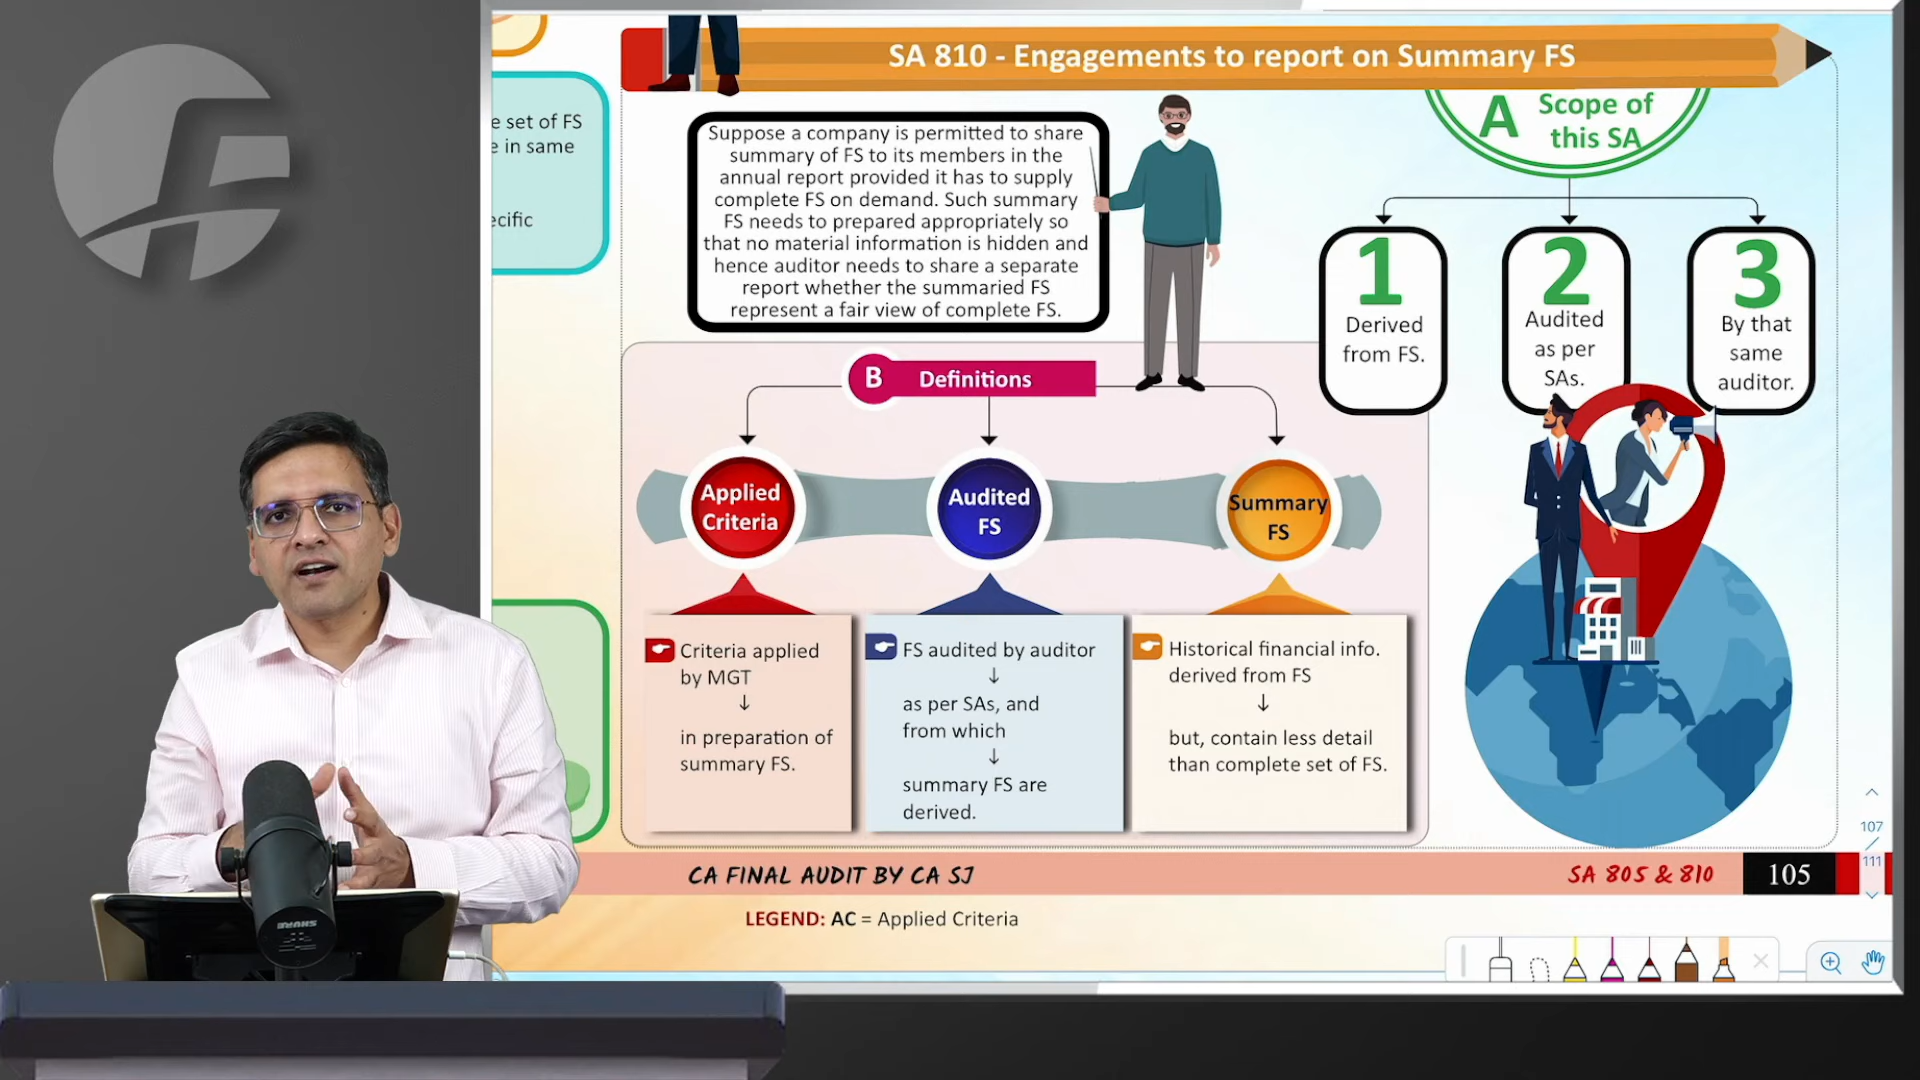 SA 810 - Engagements to report on Summary FS
e set of FS
e in same
ecific
Suppose a company is permitted to share
summary of FS to its members in the
annual report provided it has to supply
complete FS on demand. Such summary
FS needs to prepared appropriately so
that no material information is hidden and
hence auditor needs to share a separate
report whether the summaried FS
represent a fair view of complete FS.
A
Scope of
this SA
1
Derived
from FS.
2
Audited
as per
SAs.
3
By that
same
auditor.
B Definitions
Applied
Criteria
Audited
FS
Summary
FS
Criteria applied
by MGT
↓
in preparation of
summary FS.
FS audited by auditor
↓
as per SAs, and
from which
↓
summary FS are
derived.
Historical financial info.
derived from FS
↓
but, contain less detail
than complete set of FS.
CA FINAL AUDIT BY CA SJ
SA 805 & 810
105
LEGEND: AC = Applied Criteria
107
/
111
SHURE